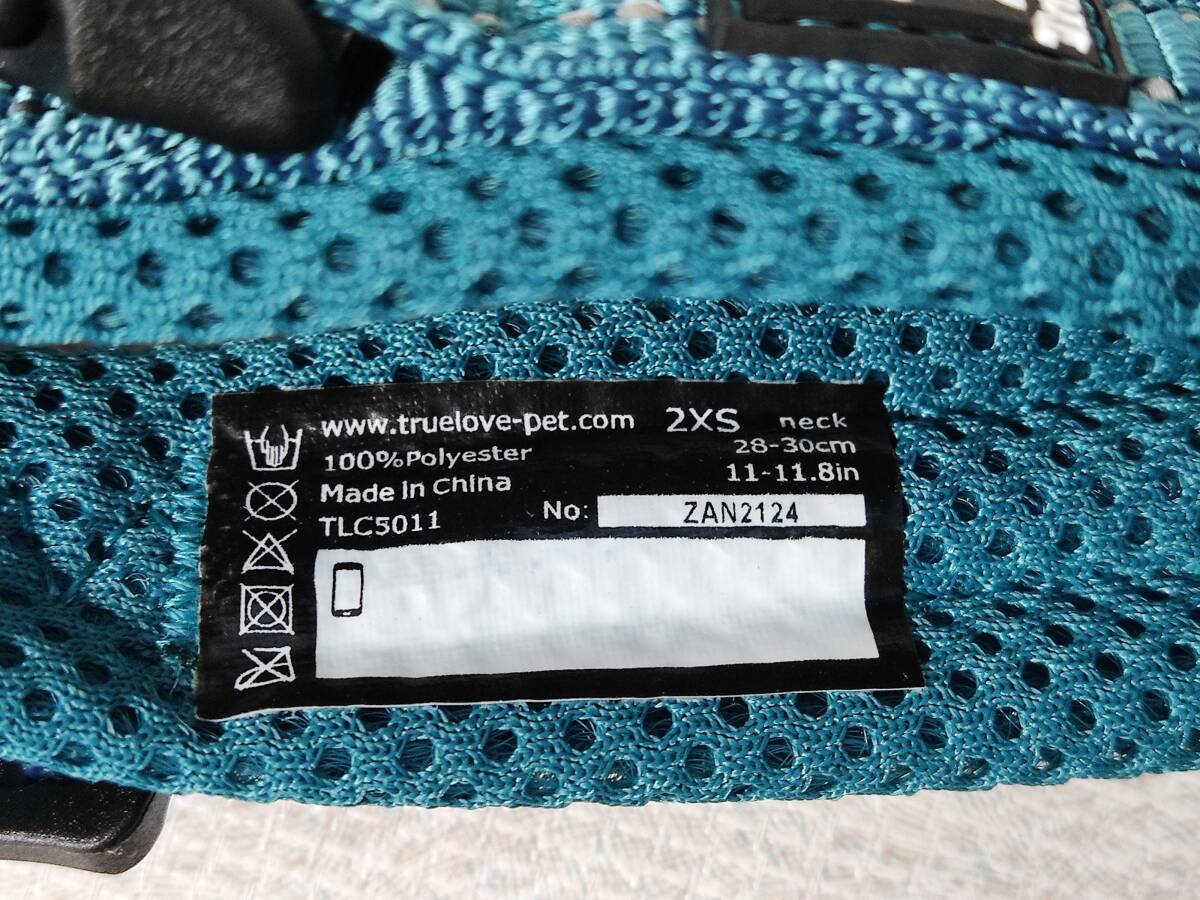 www.truelove-pet.com 2XS neck
100%Polyester 28-30cm
Made in China 11-11.8in
TLC5011 No: ZAN2124